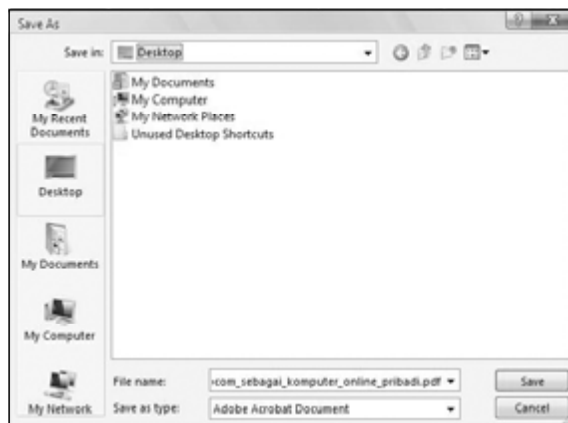 Save As
Save in: Desktop
My Documents
My Computer
My Network Places
Unused Desktop Shortcuts
My Recent
Documents
Desktop
My Documents
My Computer
My Network
File name: com_sebagai_komputer_online_pribadi.pdf
Save
Save as type: Adobe Acrobat Document
Cancel